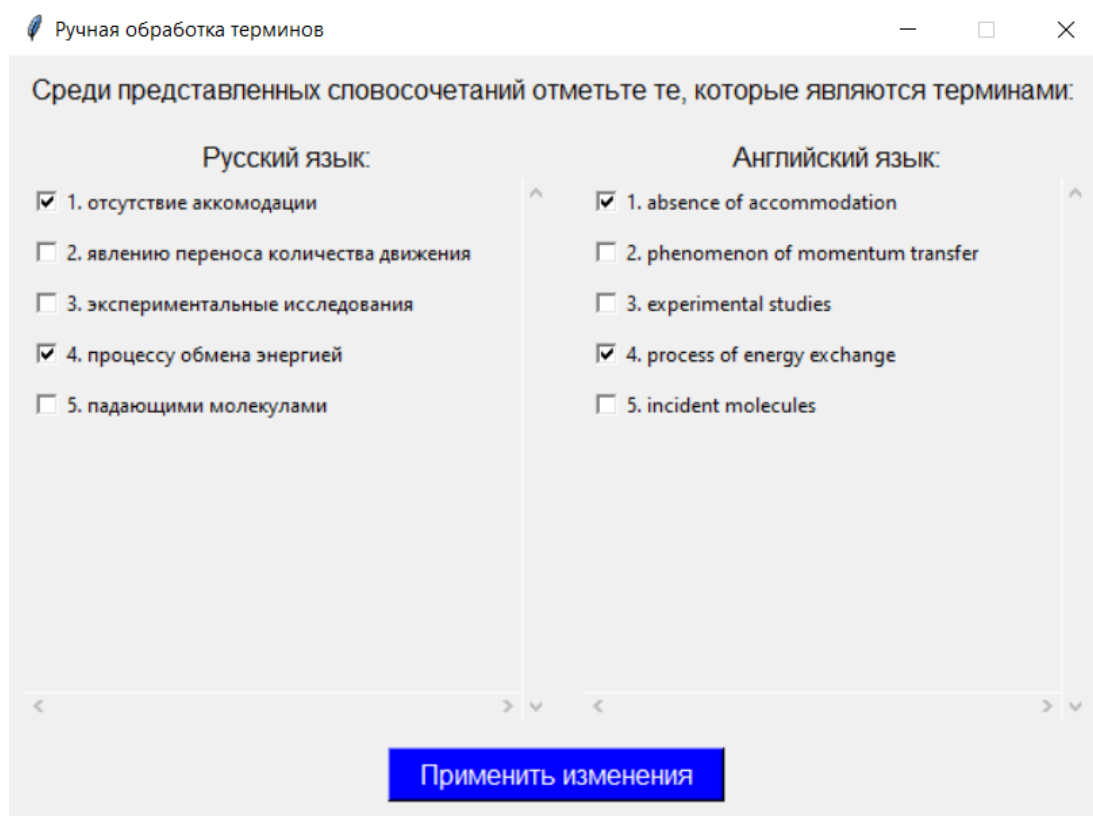 Ручная обработка терминов
Среди представленных словосочетаний отметьте те, которые являются терминами:
Русский язык:
1. отсутствие аккомодации
2. явлению переноса количества движения
3. экспериментальные исследования
4. процессу обмена энергией
5. падающими молекулами
Английский язык:
1. absence of accommodation
2. phenomenon of momentum transfer
3. experimental studies
4. process of energy exchange
5. incident molecules
Применить изменения